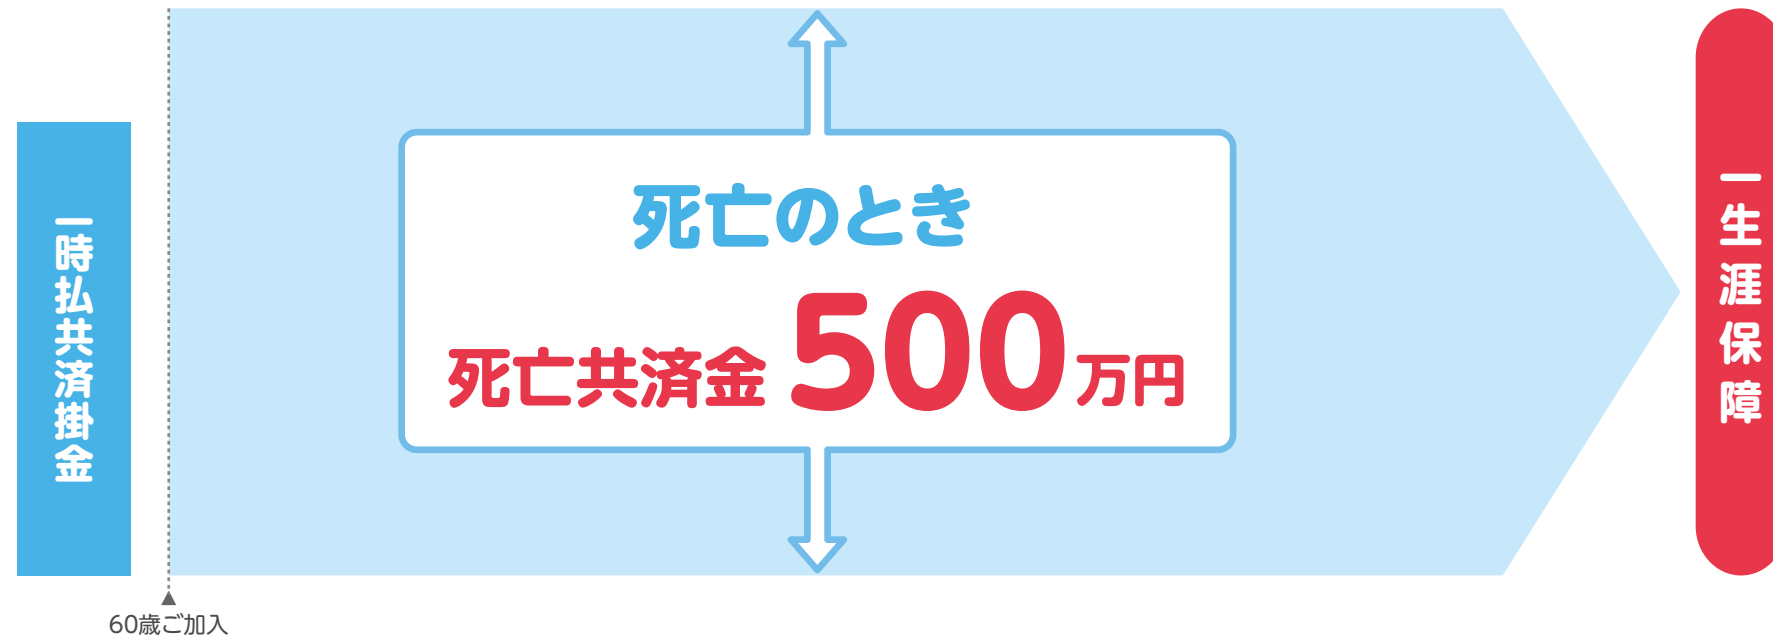 一時払共済掛金
死亡のとき
死亡共済金 500万円
一生涯保障
60歳ご加入